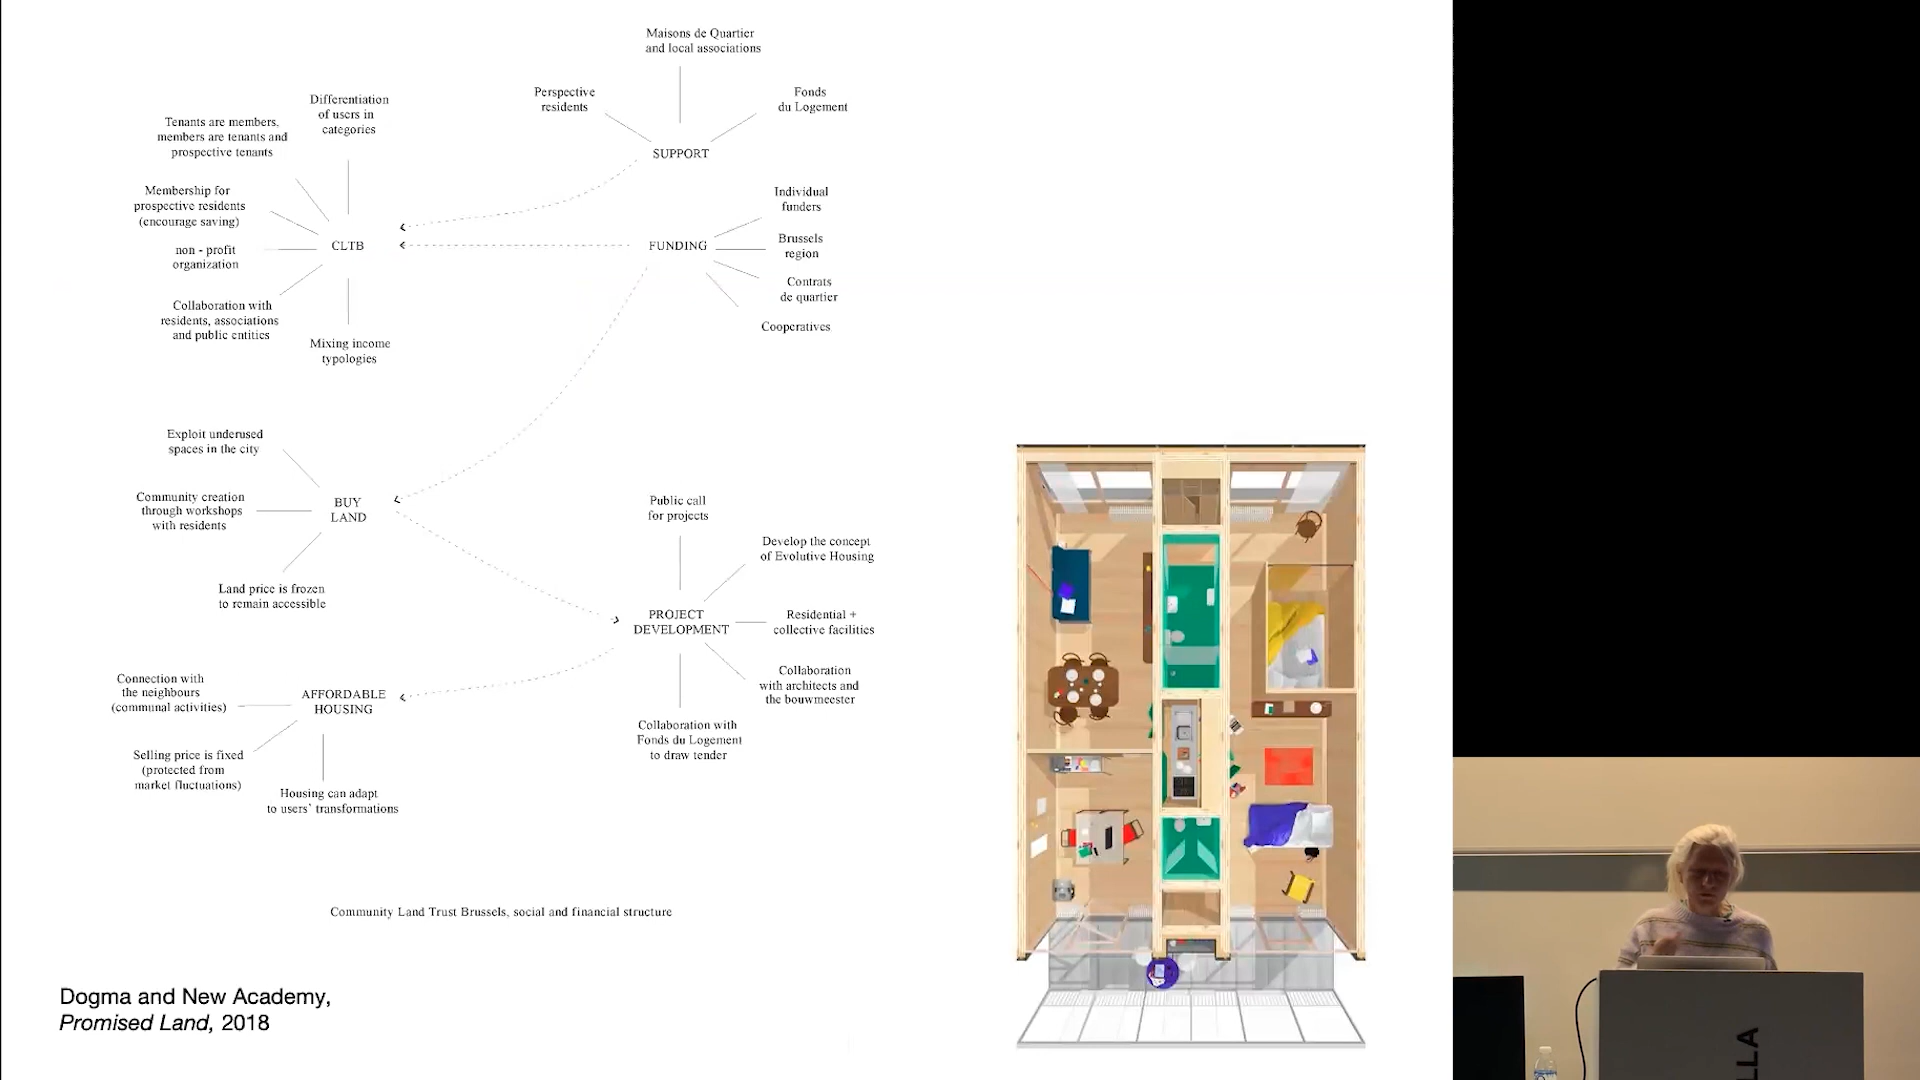 Maisons de Quartier
and local associations
Perspective
residents
Fonds
du Logement
SUPPORT
Differentiation
of users in
categories
Tenants are members,
members are tenants and
prospective tenants
Membership for
prospective residents
(encourage saving)
non - profit
organization
Collaboration with
residents, associations
and public entities
Mixing income
typologies
CLTB
FUNDING
Individual
funders
Brussels
region
Contrats
de quartier
Cooperatives
Exploit underused
spaces in the city
Community creation
through workshops
with residents
Land price is frozen
to remain accessible
BUY
LAND
Public call
for projects
Develop the concept
of Evolutive Housing
Residential +
collective facilities
Collaboration
with architects and
the bouwmeester
Collaboration with
Fonds du Logement
to draw tender
PROJECT
DEVELOPMENT
Connection with
the neighbours
(communal activities)
AFFORDABLE
HOUSING
Selling price is fixed
(protected from
market fluctuations)
Housing can adapt
to users' transformations
Community Land Trust Brussels, social and financial structure
Dogma and New Academy,
Promised Land, 2018
LLA